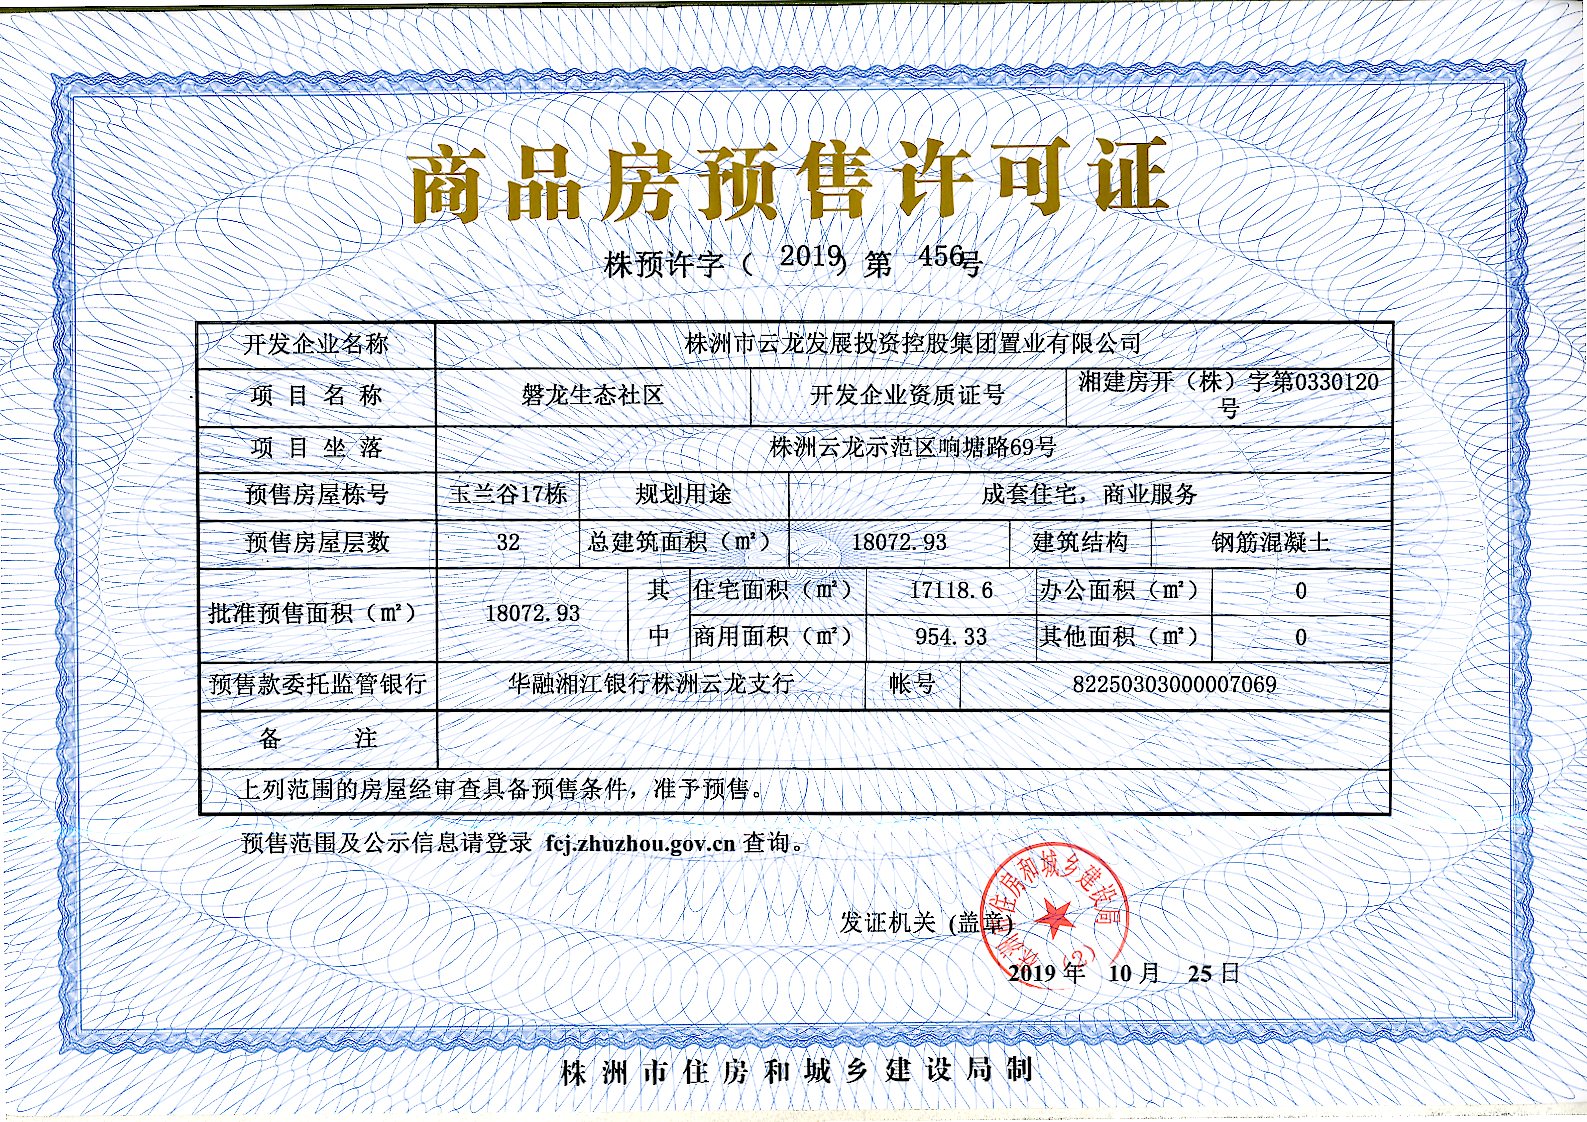 商品房预售许可证
株预许字（2019）第 456号
开发企业名称 株洲市云龙发展投资控股集团置业有限公司
项目名称 磐龙生态社区 开发企业资质证号 湘建房开（株）字第0330120号
项目坐落 株洲云龙示范区响塘路69号
预售房屋栋号 玉兰谷17栋 规划用途 成套住宅，商业服务
预售房屋层数 32 总建筑面积（㎡） 18072.93 建筑结构 钢筋混凝土
批准预售面积（㎡） 18072.93 其中 住宅面积（㎡） 17118.6 办公面积（㎡） 0
商用面积（㎡） 954.33 其他面积（㎡） 0
预售款委托监管银行 华融湘江银行株洲云龙支行 帐号 82250303000007069
备注
上列范围的房屋经审查具备预售条件，准予预售。
预售范围及公示信息请登录 fcj.zhuzhou.gov.cn 查询。
株洲市住房和城乡建设局
（2）
发证机关 (盖章)
2019 年 10 月 25 日
株洲市住房和城乡建设局制